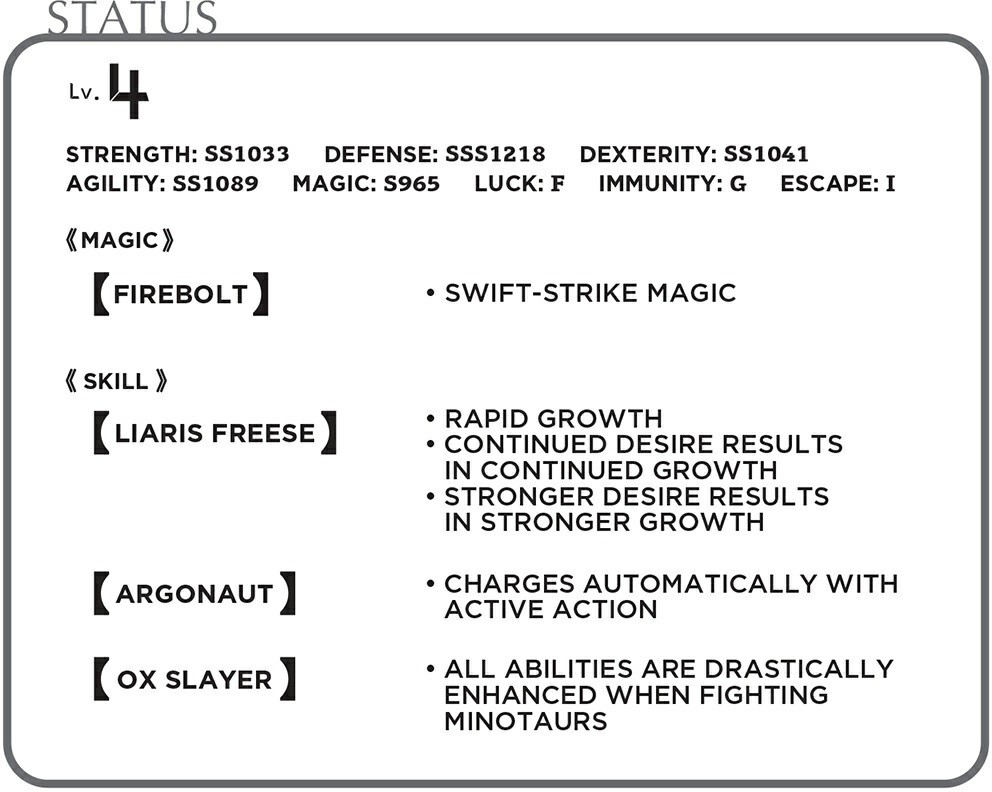 STATUS
Lv. 4
STRENGTH: SS1033 DEFENSE: SSS1218 DEXTERITY: SS1041
AGILITY: SS1089 MAGIC: S965 LUCK: F IMMUNITY: G ESCAPE: I
《MAGIC》
【FIREBOLT】 • SWIFT-STRIKE MAGIC
《SKILL》
【LIARIS FREESE】 • RAPID GROWTH
• CONTINUED DESIRE RESULTS
IN CONTINUED GROWTH
• STRONGER DESIRE RESULTS
IN STRONGER GROWTH
【ARGONAUT】 • CHARGES AUTOMATICALLY WITH
ACTIVE ACTION
【OX SLAYER】 • ALL ABILITIES ARE DRASTICALLY
ENHANCED WHEN FIGHTING
MINOTAURS